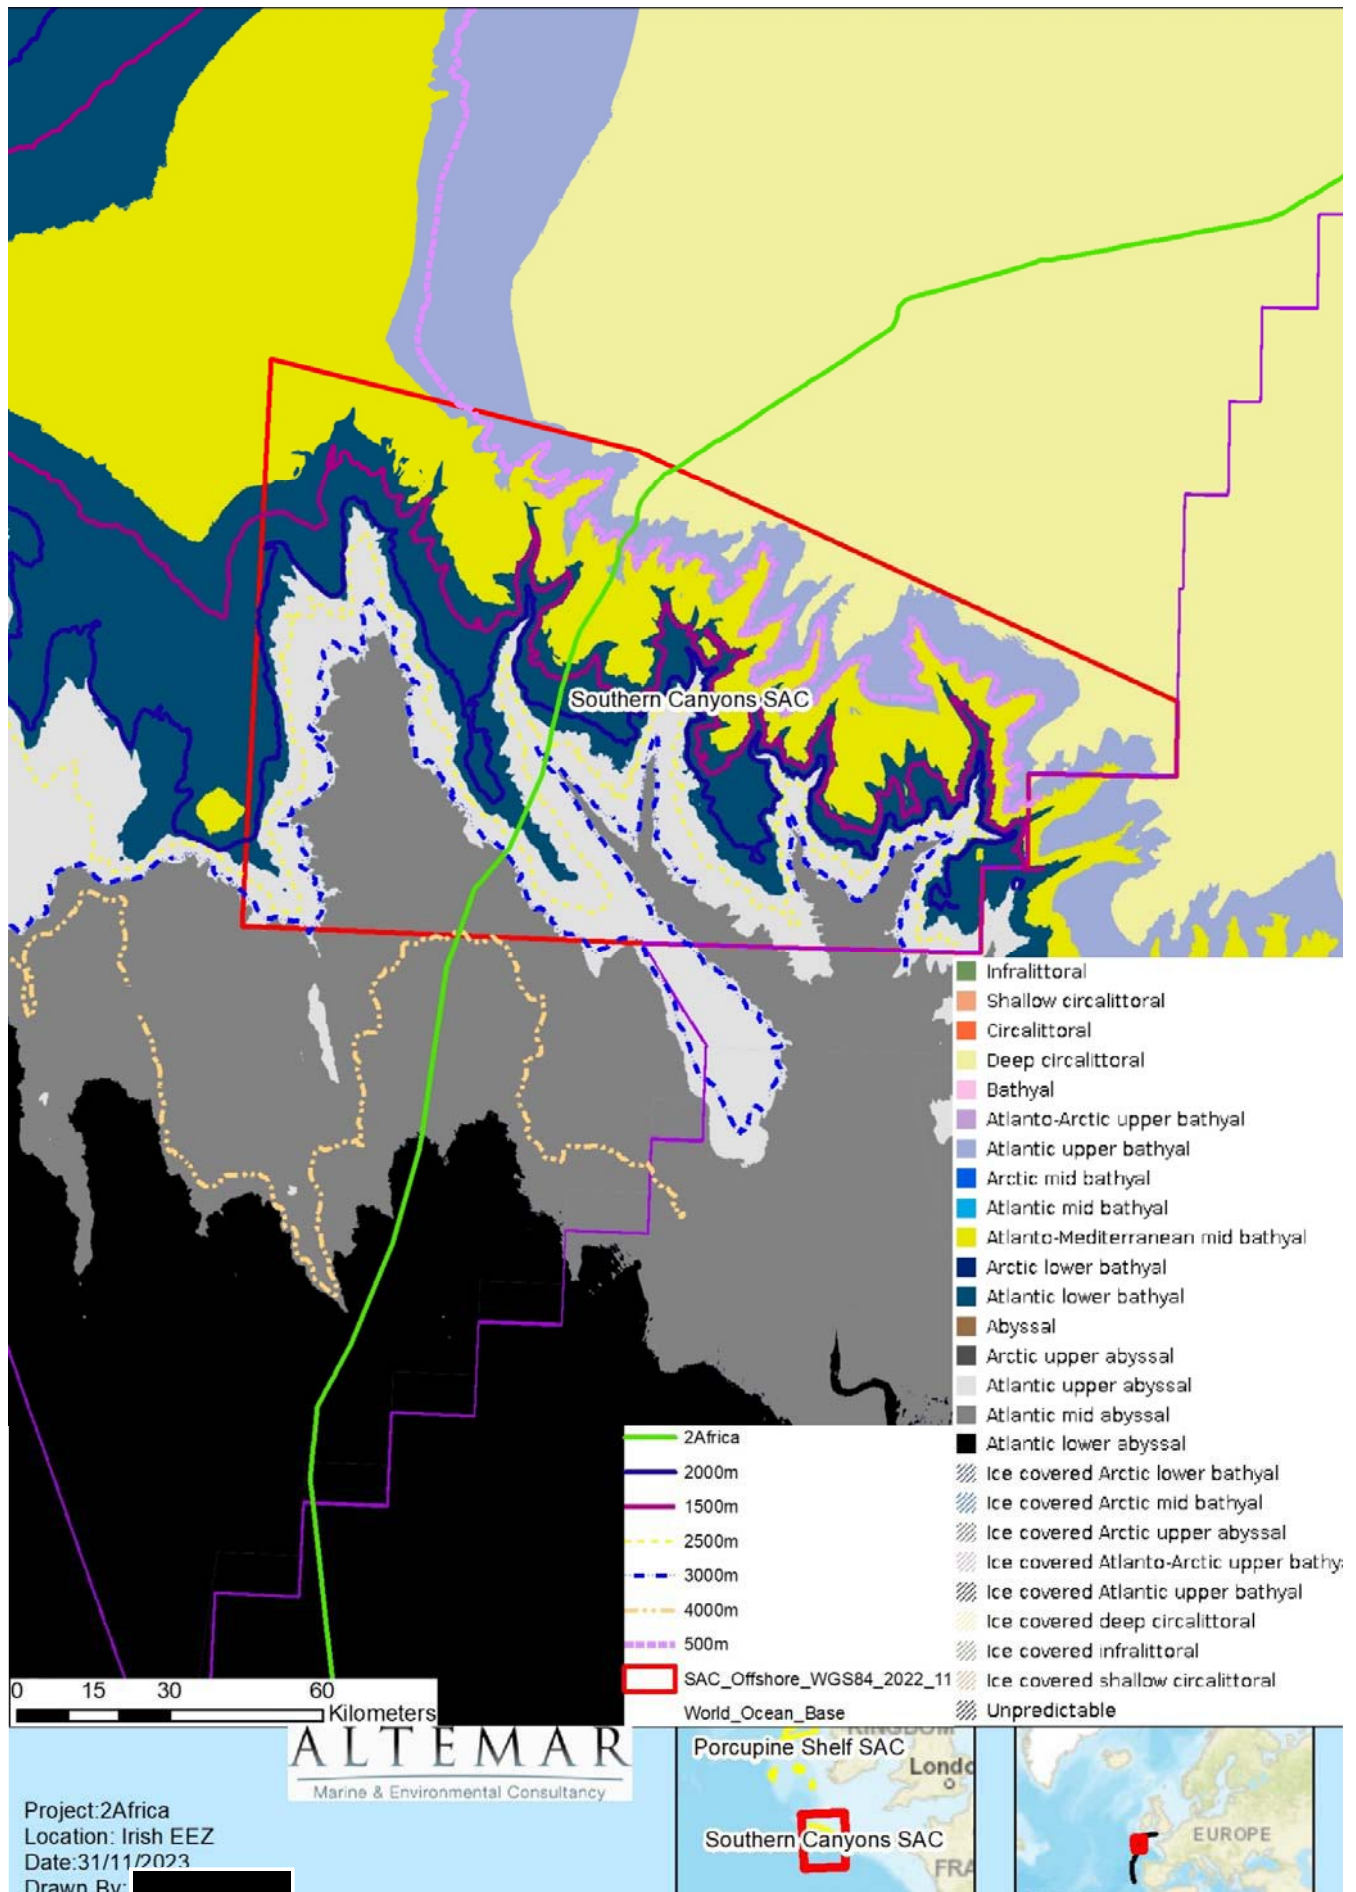 Southern Canyons SAC
Infralittoral
Shallow circalittoral
Circalittoral
Deep circalittoral
Bathyal
Atlanto-Arctic upper bathyal
Atlantic upper bathyal
Arctic mid bathyal
Atlantic mid bathyal
Atlanto-Mediterranean mid bathyal
Arctic lower bathyal
Atlantic lower bathyal
Abyssal
Arctic upper abyssal
Atlantic upper abyssal
Atlantic mid abyssal
Atlantic lower abyssal
Ice covered Arctic lower bathyal
Ice covered Arctic mid bathyal
Ice covered Arctic upper abyssal
Ice covered Atlanto-Arctic upper bathy
Ice covered Atlantic upper bathyal
Ice covered deep circalittoral
Ice covered infralittoral
Ice covered shallow circalittoral
Unpredictable
2Africa
2000m
1500m
2500m
3000m
4000m
500m
SAC_Offshore_WGS84_2022_11
World_Ocean_Base
0 15 30 60
Kilometers
ALTEMAR
Marine & Environmental Consultancy
Project:2Africa
Location: Irish EEZ
Date:31/11/2023
Drawn By:
KINGDOM
Porcupine Shelf SAC
Londo
Southern Canyons SAC
FRA
EUROPE